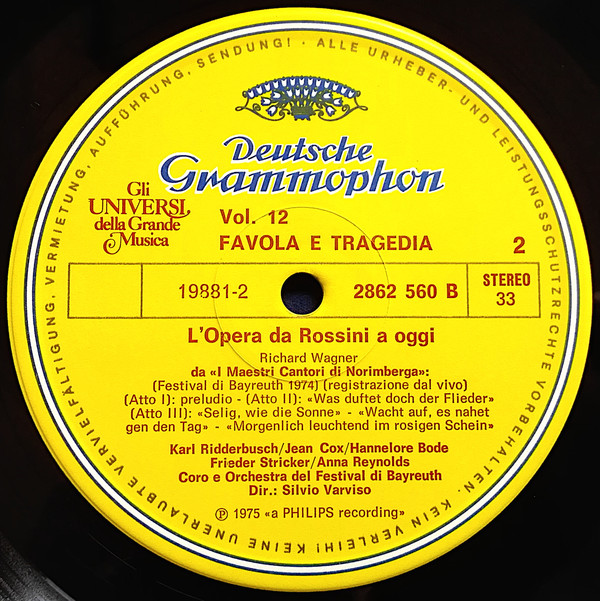 ALLE URHEBER- UND LEISTUNGSSCHUTZRECHTE VORBEHALTEN. KEIN VERLEIH! KEINE UNERLAUBTE VERVIELFÄLTIGUNG, VERMIETUNG, AUFFÜHRUNG, SENDUNG! ·
Deutsche
Grammophon
Gli
UNIVERSI
della Grande
Musica
Vol. 12
FAVOLA E TRAGEDIA
2
19881-2
2862 560 B
STEREO
33
L'Opera da Rossini a oggi
Richard Wagner
da «I Maestri Cantori di Norimberga»:
(Festival di Bayreuth 1974) (registrazione dal vivo)
(Atto I): preludio - (Atto II): «Was duftet doch der Flieder»
(Atto III): «Selig, wie die Sonne» - «Wacht auf, es nahet
gen den Tag» - «Morgenlich leuchtend im rosigen Schein»
Karl Ridderbusch/Jean Cox/Hannelore Bode
Frieder Stricker/Anna Reynolds
Coro e Orchestra del Festival di Bayreuth
Dir.: Silvio Varviso
℗ 1975 «a PHILIPS recording»